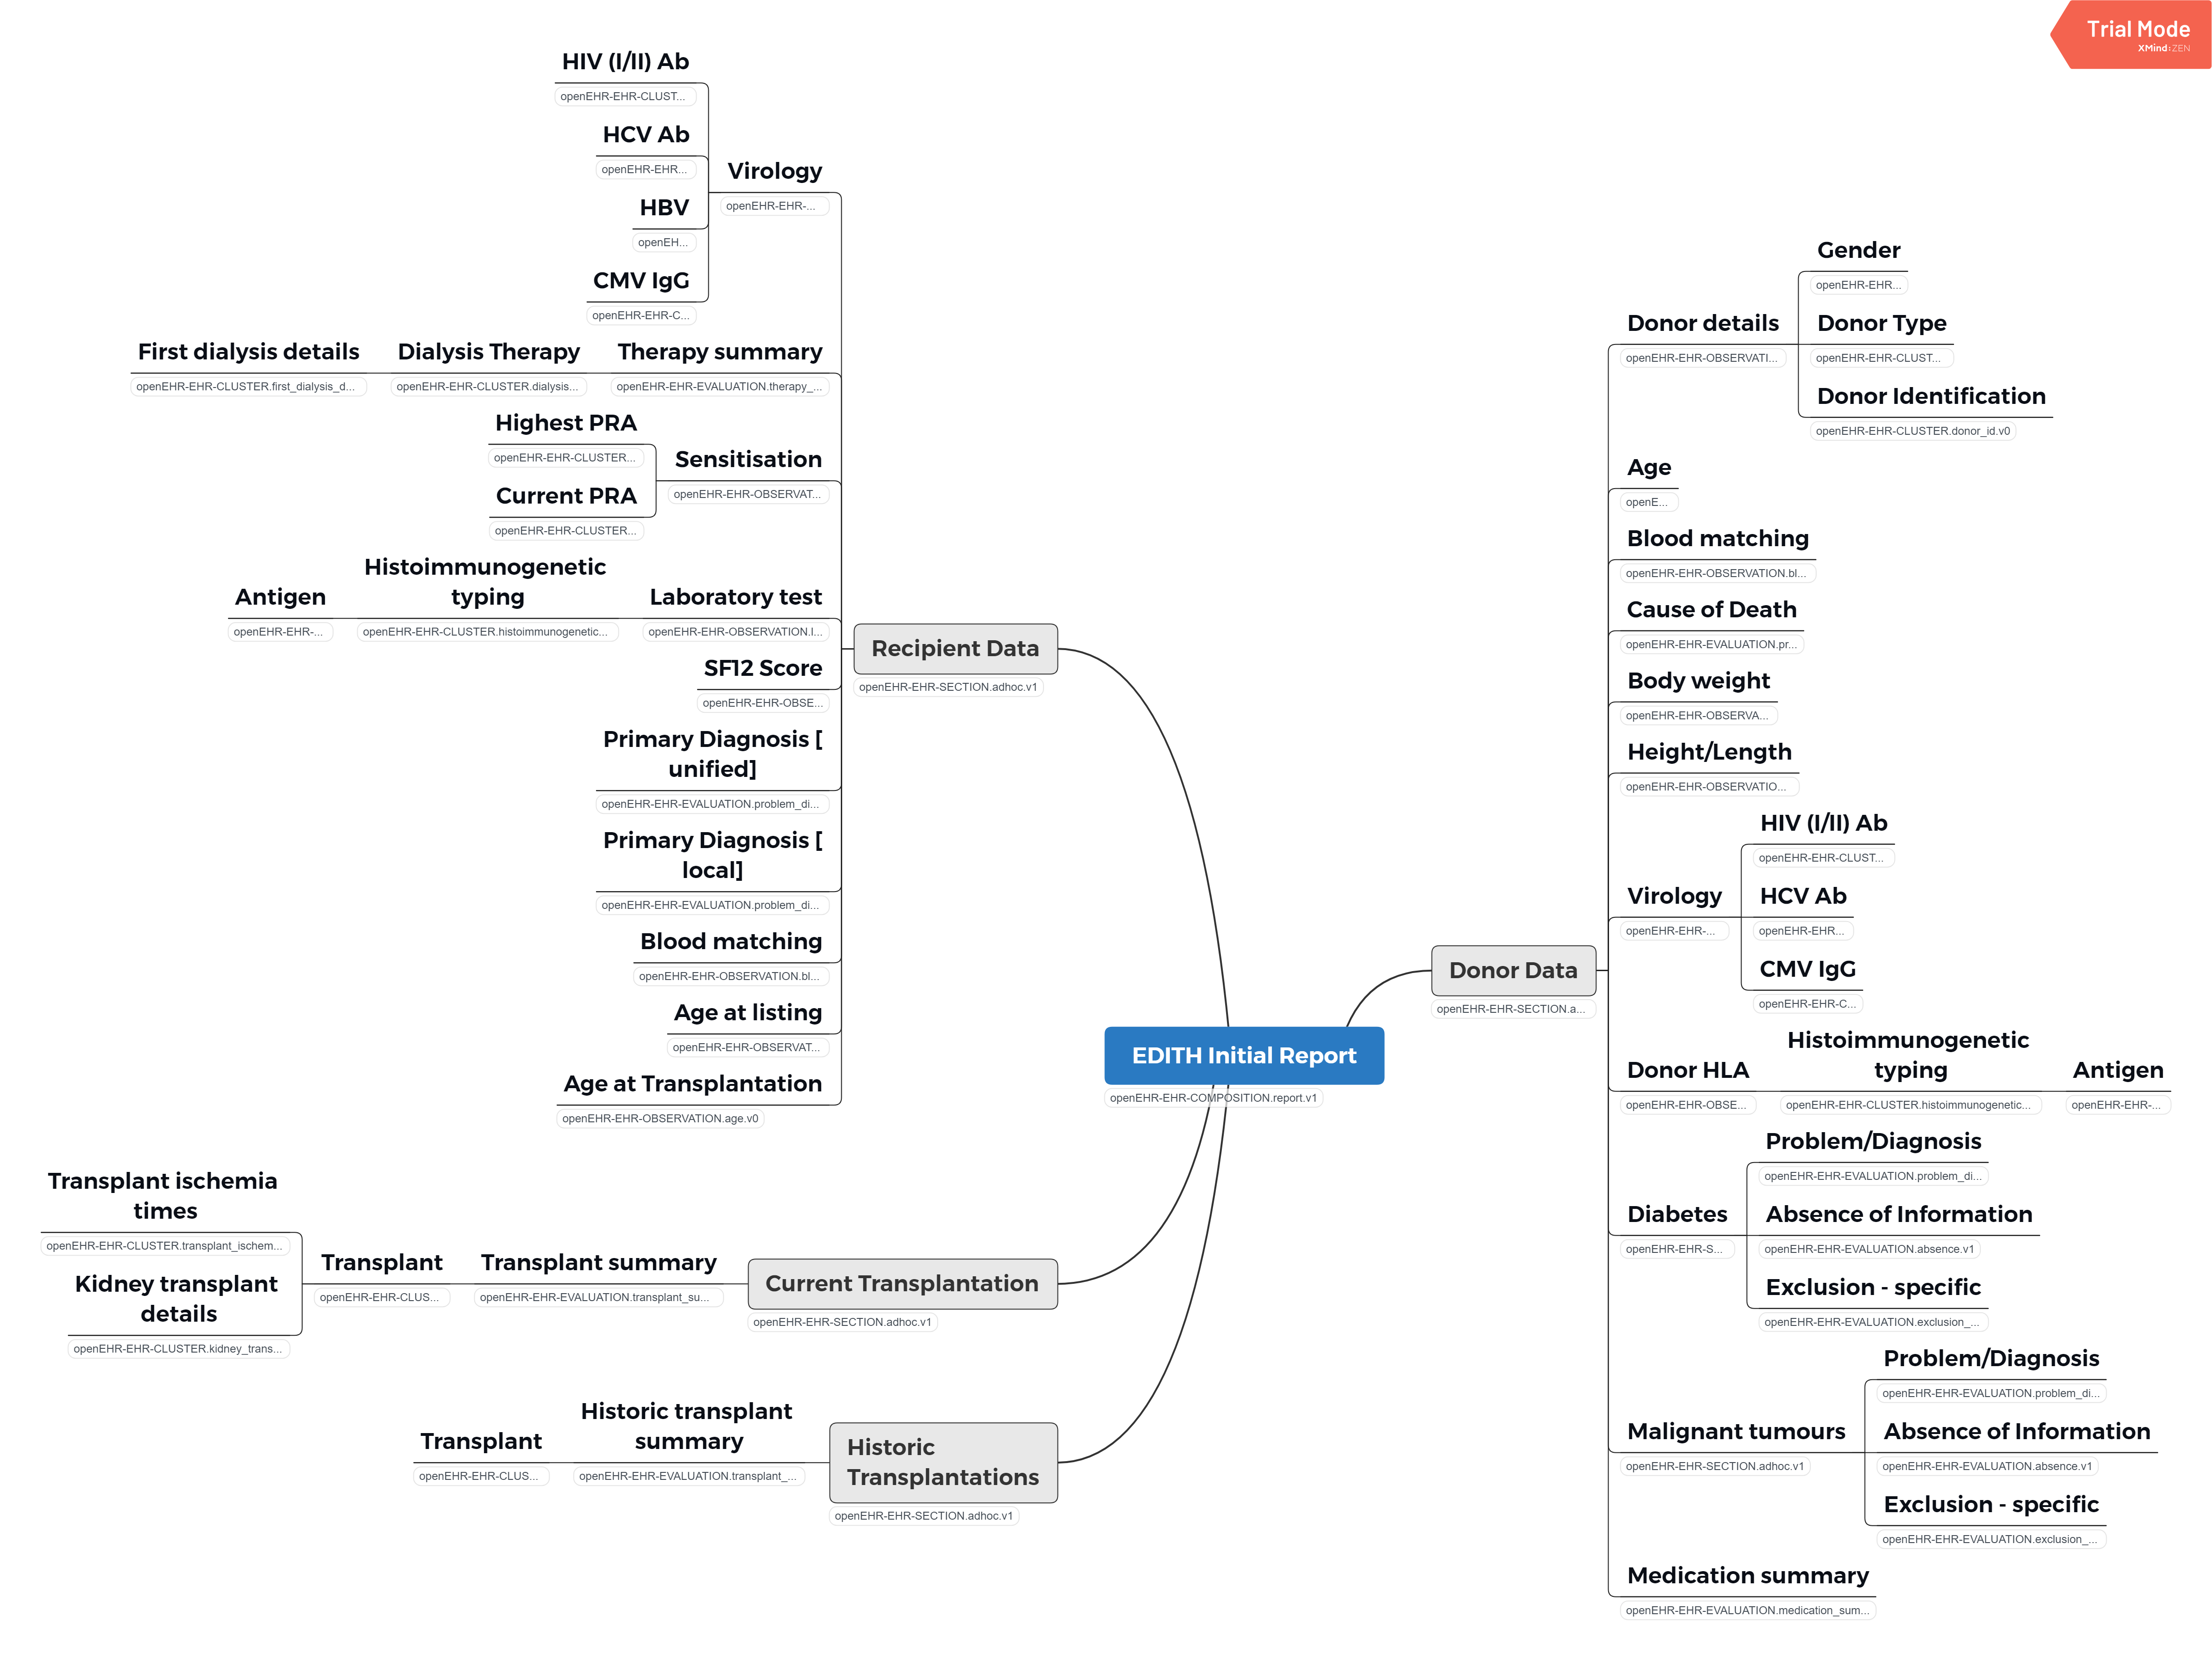 Trial Mode
XMind:ZEN
HIV (I/II) Ab
openEHR-EHR-CLUST...
HCV Ab
openEHR-EHR...
HBV
openEH...
CMV IgG
openEHR-EHR-C...
Virology
openEHR-EHR-...
First dialysis details
openEHR-EHR-CLUSTER.first_dialysis_d...
Dialysis Therapy
openEHR-EHR-CLUSTER.dialysis...
Therapy summary
openEHR-EHR-EVALUATION.therapy_...
Highest PRA
openEHR-EHR-CLUSTER...
Current PRA
openEHR-EHR-CLUSTER...
Sensitisation
openEHR-EHR-OBSERVAT...
Antigen
openEHR-EHR-...
Histoimmunogenetic
typing
openEHR-EHR-CLUSTER.histoimmunogenetic...
Laboratory test
openEHR-EHR-OBSERVATION.l...
SF12 Score
openEHR-EHR-OBSE...
Primary Diagnosis [
unified]
openEHR-EHR-EVALUATION.problem_di...
Primary Diagnosis [
local]
openEHR-EHR-EVALUATION.problem_di...
Blood matching
openEHR-EHR-OBSERVATION.bl...
Age at listing
openEHR-EHR-OBSERVAT...
Age at Transplantation
openEHR-EHR-OBSERVATION.age.v0
Recipient Data
openEHR-EHR-SECTION.adhoc.v1
Transplant ischemia
times
openEHR-EHR-CLUSTER.transplant_ischem...
Kidney transplant
details
openEHR-EHR-CLUSTER.kidney_trans...
Transplant
openEHR-EHR-CLUS...
Transplant summary
openEHR-EHR-EVALUATION.transplant_su...
Current Transplantation
openEHR-EHR-SECTION.adhoc.v1
Transplant
openEHR-EHR-CLUS...
Historic transplant
summary
openEHR-EHR-EVALUATION.transplant_...
Historic
Transplantations
openEHR-EHR-SECTION.adhoc.v1
EDITH Initial Report
openEHR-EHR-COMPOSITION.report.v1
Donor Data
openEHR-EHR-SECTION.a...
Donor details
openEHR-EHR-OBSERVATI...
Gender
openEHR-EHR...
Donor Type
openEHR-EHR-CLUST...
Donor Identification
openEHR-EHR-CLUSTER.donor_id.v0
Age
openE...
Blood matching
openEHR-EHR-OBSERVATION.bl...
Cause of Death
openEHR-EHR-EVALUATION.pr...
Body weight
openEHR-EHR-OBSERVA...
Height/Length
openEHR-EHR-OBSERVATIO...
Virology
openEHR-EHR-...
HIV (I/II) Ab
openEHR-EHR-CLUST...
HCV Ab
openEHR-EHR...
CMV IgG
openEHR-EHR-C...
Donor HLA
openEHR-EHR-OBSE...
Histoimmunogenetic
typing
openEHR-EHR-CLUSTER.histoimmunogenetic...
Antigen
openEHR-EHR-...
Diabetes
openEHR-EHR-S...
Problem/Diagnosis
openEHR-EHR-EVALUATION.problem_di...
Absence of Information
openEHR-EHR-EVALUATION.absence.v1
Exclusion - specific
openEHR-EHR-EVALUATION.exclusion_...
Malignant tumours
openEHR-EHR-SECTION.adhoc.v1
Problem/Diagnosis
openEHR-EHR-EVALUATION.problem_di...
Absence of Information
openEHR-EHR-EVALUATION.absence.v1
Exclusion - specific
openEHR-EHR-EVALUATION.exclusion_...
Medication summary
openEHR-EHR-EVALUATION.medication_sum...